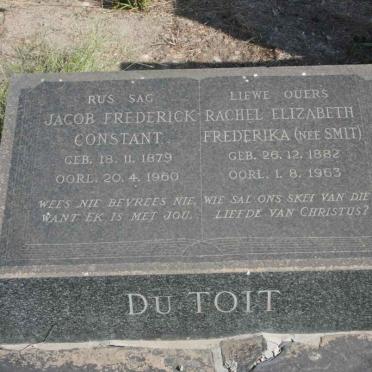 RUS SAG LIEWE OUERS
JACOB FREDERICK
CONSTANT
GEB. 18. 11. 1879
OORL. 20. 4. 1960
WEES NIE BEVREES NIE,
WANT EK IS MET JOU.
RACHEL ELIZABETH
FREDERIKA (NEE SMIT)
GEB. 26. 12. 1882
OORL. 1. 8. 1963
WIE SAL ONS SKEI VAN DIE
LIEFDE VAN CHRISTUS?
DU TOIT